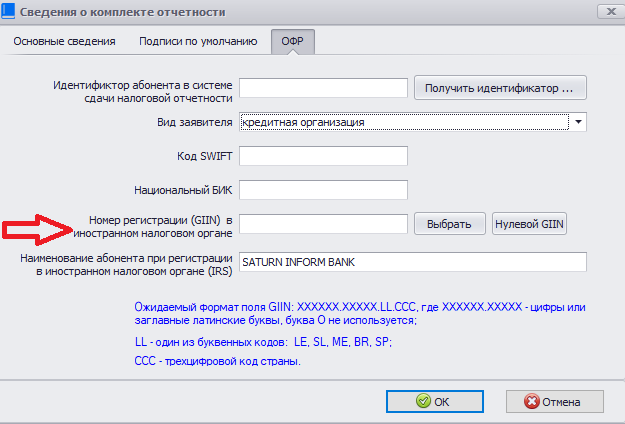 Сведения о комплекте отчетности
Основные сведения Подписи по умолчанию ОФР
Идентификтор абонента в системе
сдачи налоговой отчетности
Получить идентификатор ...
Вид заявителя кредитная организация
Код SWIFT
Национальный БИК
Номер регистрации (GIIN) в
иностранном налоговом органе
Выбрать Нулевой GIIN
Наименование абонента при регистрации
в иностранном налоговом органе (IRS)
SATURN INFORM BANK
Ожидаемый формат поля GIIN: XXXXXX.XXXXX.LL.CCC, где XXXXXX.XXXXX - цифры или
заглавные латинские буквы, буква O не используется;
LL - один из буквенных кодов: LE, SL, ME, BR, SP;
CCC - трехцифровой код страны.
OK Отмена